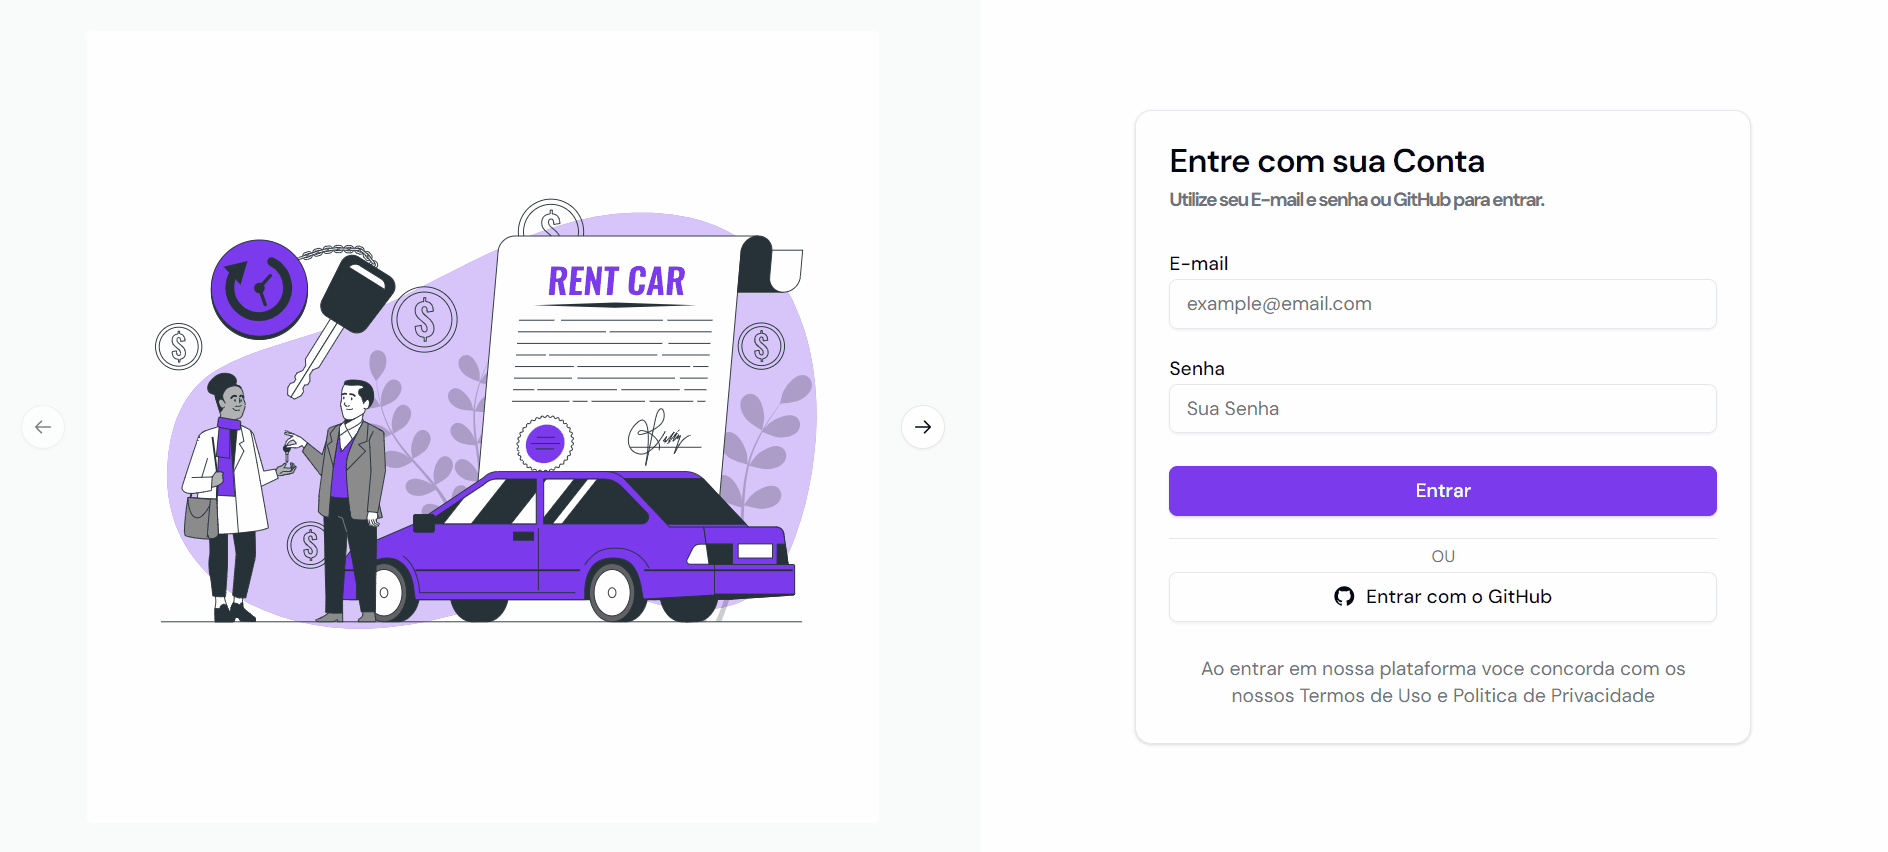 RENT CAR
Entre com sua Conta
Utilize seu E-mail e senha ou GitHub para entrar.
E-mail
example@email.com
Senha
Sua Senha
Entrar
OU
Entrar com o GitHub
Ao entrar em nossa plataforma voce concorda com os
nossos Termos de Uso e Politica de Privacidade